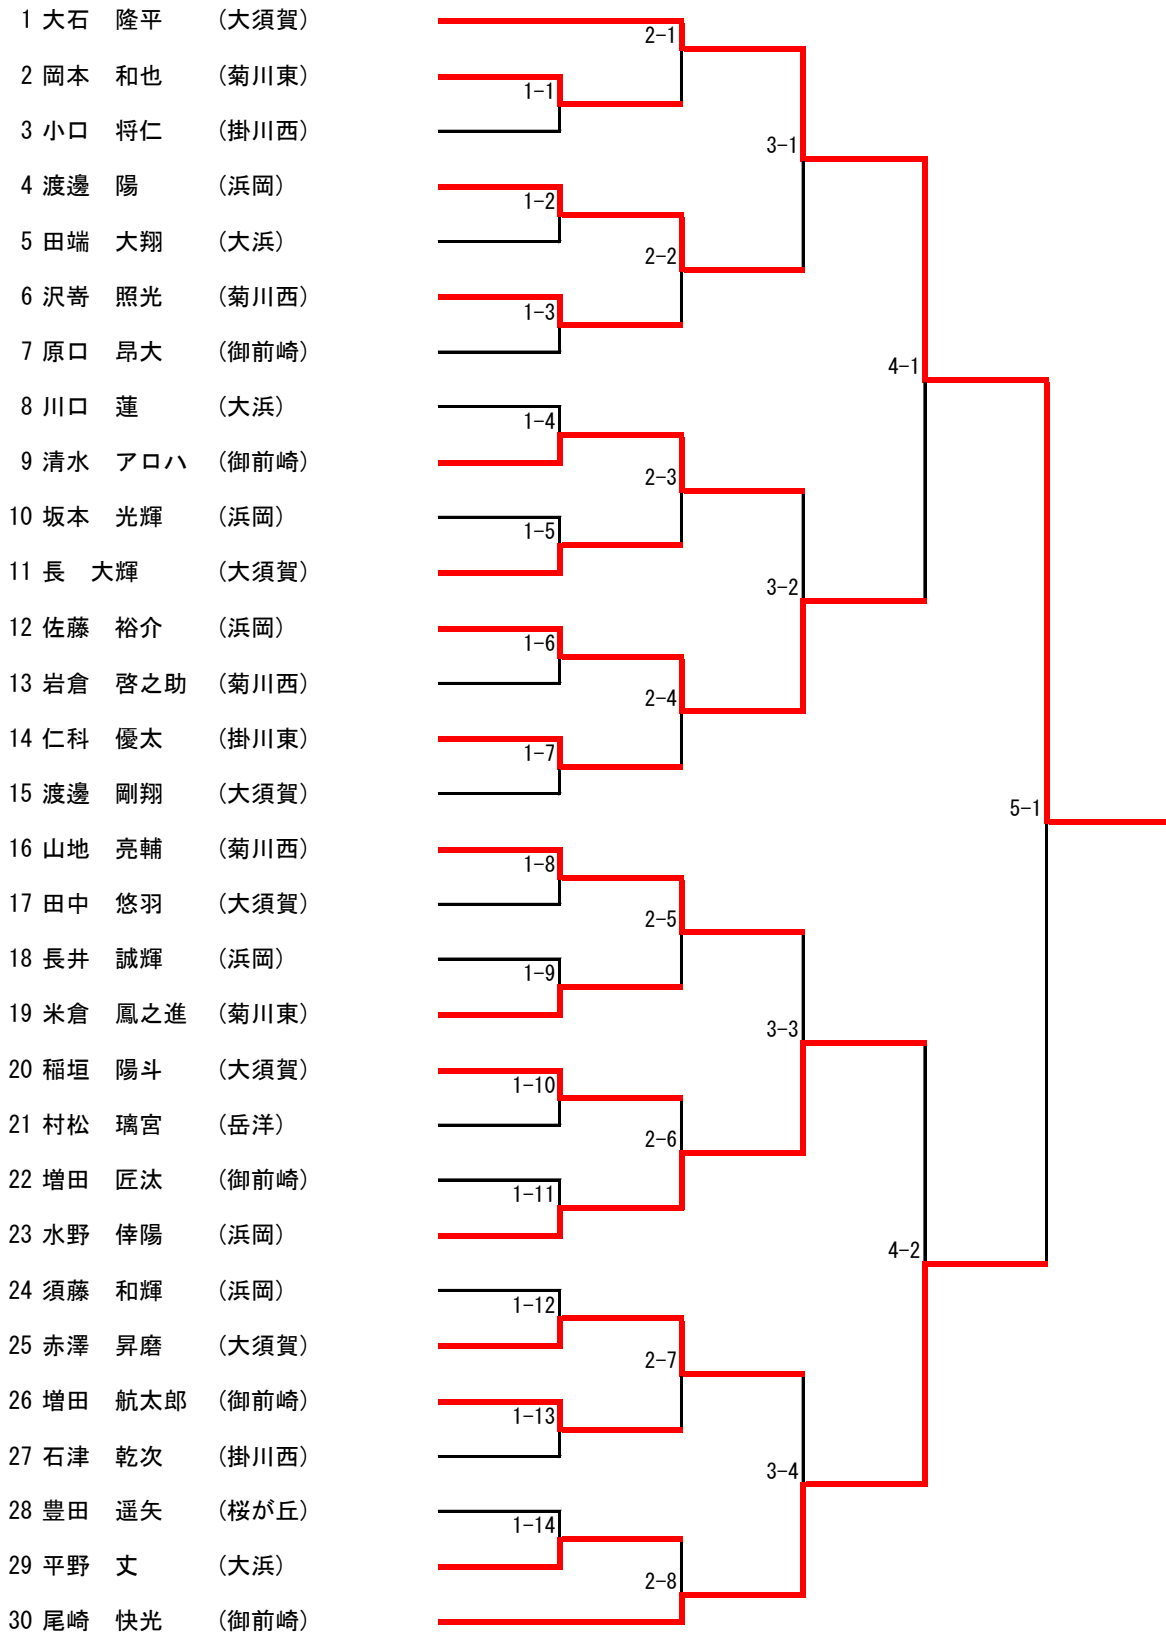 1 大石　隆平　（大須賀）
2-1
2 岡本　和也　（菊川東）
1-1
3 小口　将仁　（掛川西）
3-1
4 渡邊　陽　（浜岡）
1-2
5 田端　大翔　（大浜）
2-2
6 沢嵜　照光　（菊川西）
1-3
7 原口　昂大　（御前崎）
4-1
8 川口　蓮　（大浜）
1-4
9 清水　アロハ　（御前崎）
2-3
10 坂本　光輝　（浜岡）
1-5
11 長　大輝　（大須賀）
3-2
12 佐藤　裕介　（浜岡）
1-6
13 岩倉　啓之助　（菊川西）
2-4
14 仁科　優太　（掛川東）
1-7
15 渡邊　剛翔　（大須賀）
5-1
16 山地　亮輔　（菊川西）
1-8
17 田中　悠羽　（大須賀）
2-5
18 長井　誠輝　（浜岡）
1-9
19 米倉　鳳之進　（菊川東）
3-3
20 稲垣　陽斗　（大須賀）
1-10
21 村松　璃宮　（岳洋）
2-6
22 増田　匠汰　（御前崎）
1-11
23 水野　倖陽　（浜岡）
4-2
24 須藤　和輝　（浜岡）
1-12
25 赤澤　昇磨　（大須賀）
2-7
26 増田　航太郎　（御前崎）
1-13
27 石津　乾次　（掛川西）
3-4
28 豊田　遥矢　（桜が丘）
1-14
29 平野　丈　（大浜）
2-8
30 尾崎　快光　（御前崎）